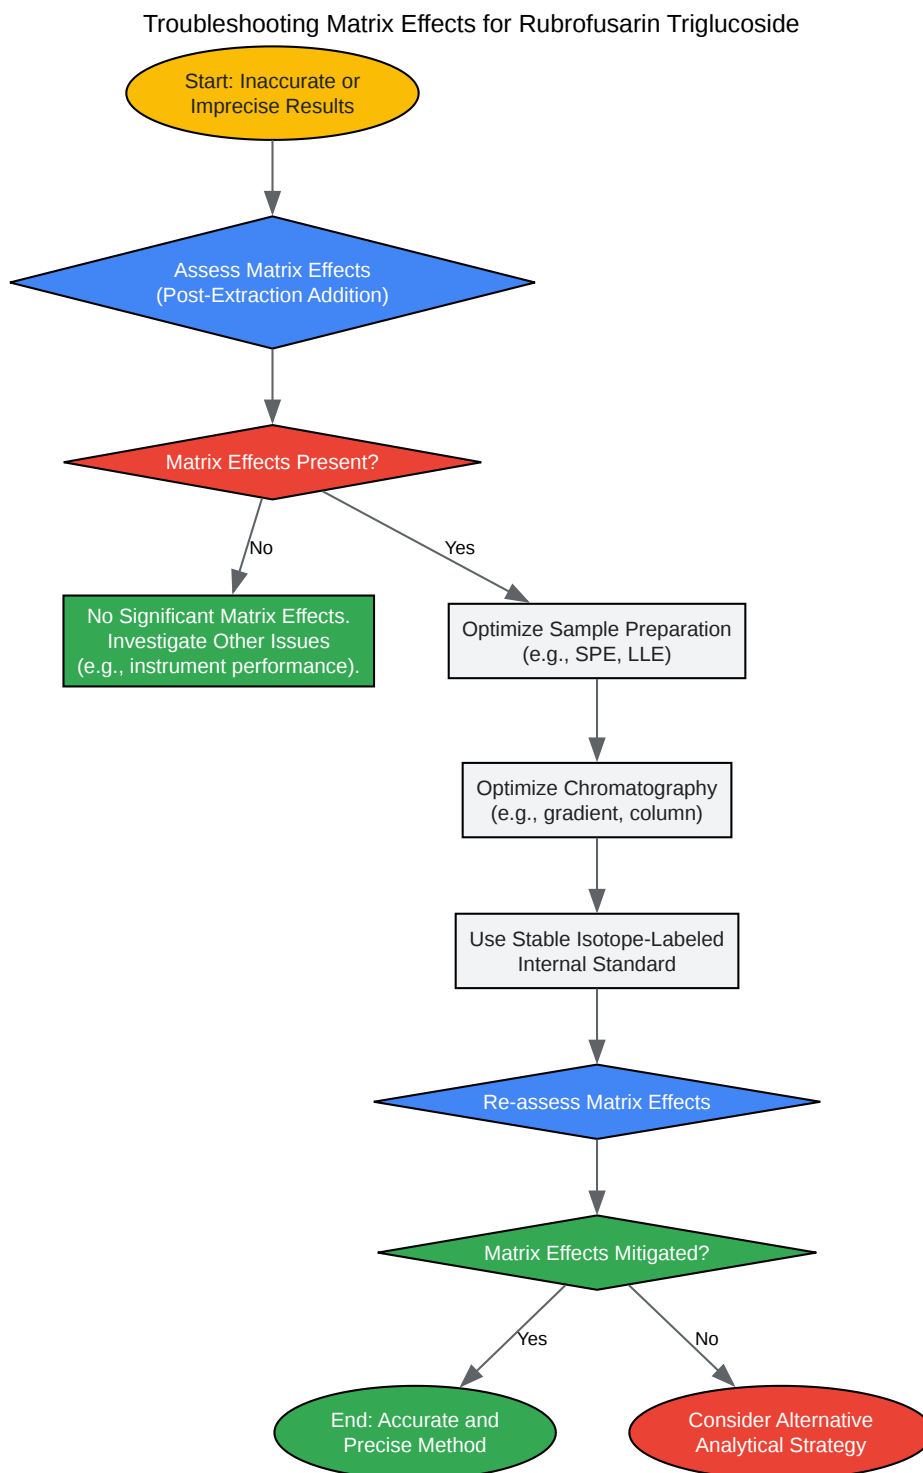 Troubleshooting Matrix Effects for Rubrofusarin Triglucoside
Start: Inaccurate or
Imprecise Results
Assess Matrix Effects
(Post-Extraction Addition)
Matrix Effects Present?
No
Yes
No Significant Matrix Effects.
Investigate Other Issues
(e.g., instrument performance).
Optimize Sample Preparation
(e.g., SPE, LLE)
Optimize Chromatography
(e.g., gradient, column)
Use Stable Isotope-Labeled
Internal Standard
Re-assess Matrix Effects
Matrix Effects Mitigated?
Yes
No
End: Accurate and
Precise Method
Consider Alternative
Analytical Strategy